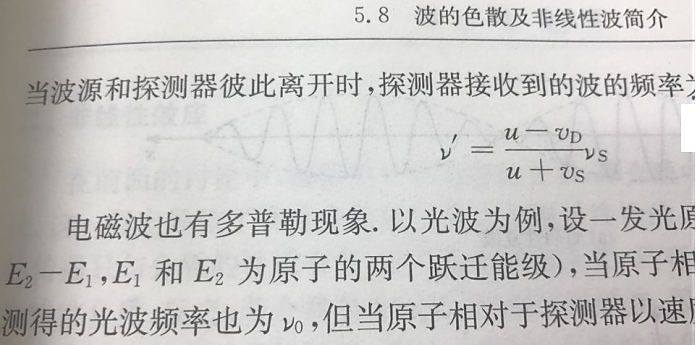 5.8 波的色散及非线性波简介
当波源和探测器彼此离开时,探测器接收到的波的频率
ν′ = (u − v_D)/(u + v_S) ν_S
电磁波也有多普勒现象. 以光波为例,设一发光原
E₂−E₁,E₁ 和 E₂ 为原子的两个跃迁能级),当原子相
测得的光波频率也为 ν₀,但当原子相对于探测器以速